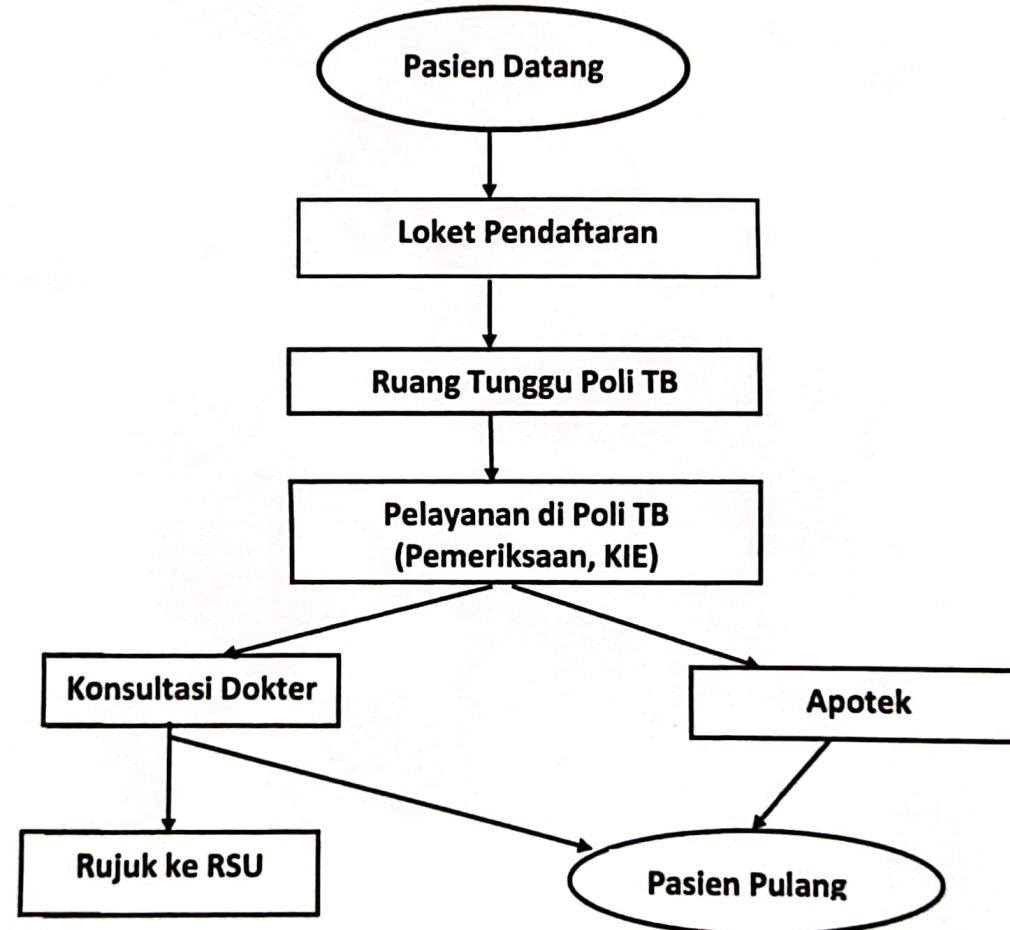 Pasien Datang
Loket Pendaftaran
Ruang Tunggu Poli TB
Pelayanan di Poli TB
(Pemeriksaan, KIE)
Konsultasi Dokter
Apotek
Rujuk ke RSU
Pasien Pulang